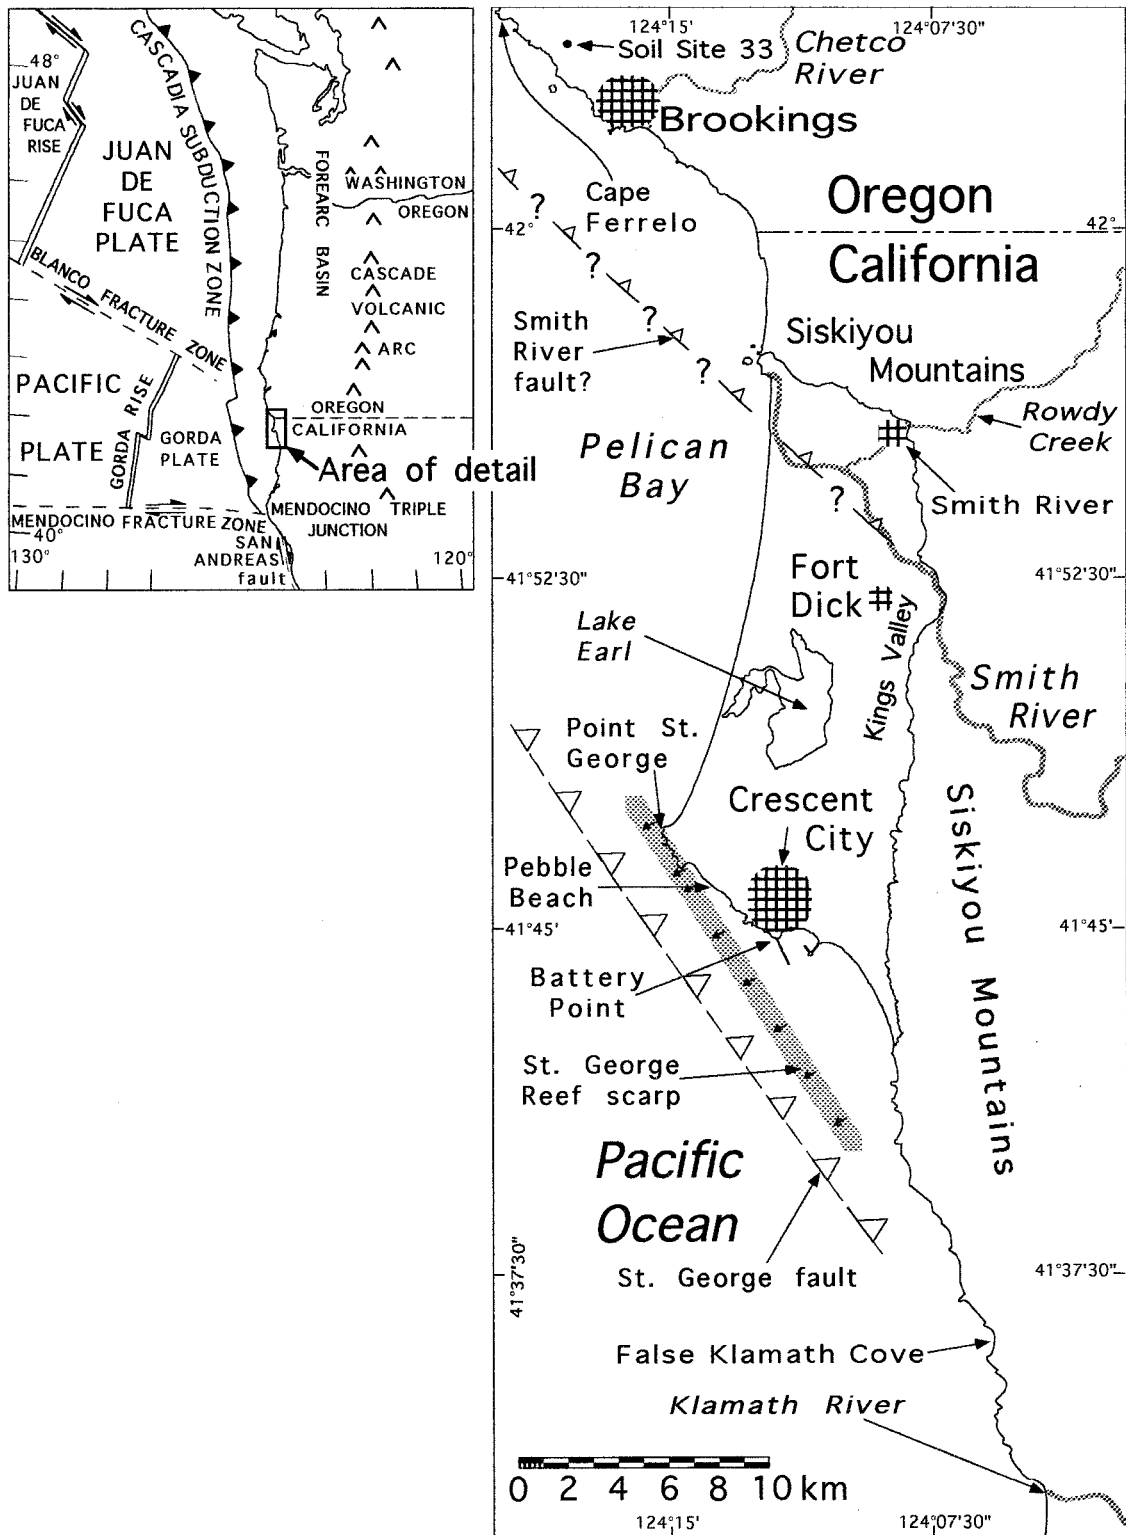 48°
JUAN
DE
FUCA
RISE
CASCADIA SUBDUCTION ZONE
JUAN
DE
FUCA
PLATE
FOREARC BASIN
WASHINGTON
OREGON
BLANCO FRACTURE ZONE
CASCADE
VOLCANIC
ARC
PACIFIC
PLATE
GORDA RISE
GORDA
PLATE
OREGON
CALIFORNIA
Area of detail
MENDOCINO TRIPLE
JUNCTION
MENDOCINO FRACTURE ZONE
40°
SAN
ANDREAS
fault
130°
120°
124°15'
124°07'30"
Soil Site 33
Chetco
River
Brookings
Cape
Ferrelo
Oregon
42°
42°
California
?
?
?
?
Smith
River
fault?
Siskiyou
Mountains
Rowdy
Creek
Pelican
Bay
?
Smith River
Fort
Dick
41°52'30"
41°52'30"
Lake
Earl
Kings Valley
Smith
River
Point St.
George
Crescent
City
Siskiyou Mountains
Pebble
Beach
41°45'
41°45'
Battery
Point
St. George
Reef scarp
Pacific
Ocean
St. George fault
41°37'30"
41°37'30"
False Klamath Cove
Klamath River
0 2 4 6 8 10 km
124°15'
124°07'30"